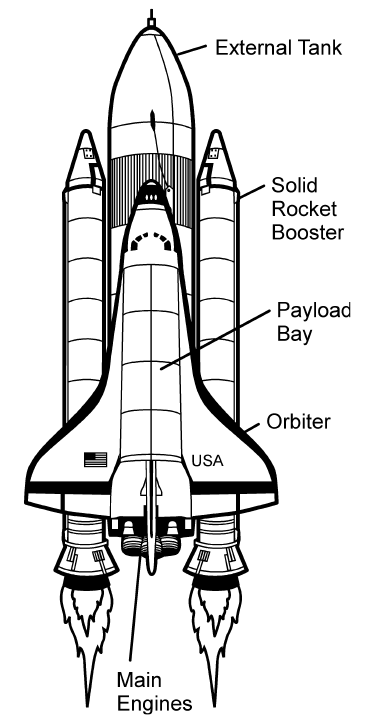 External Tank
Solid
Rocket
Booster
Payload
Bay
Orbiter
USA
Main
Engines